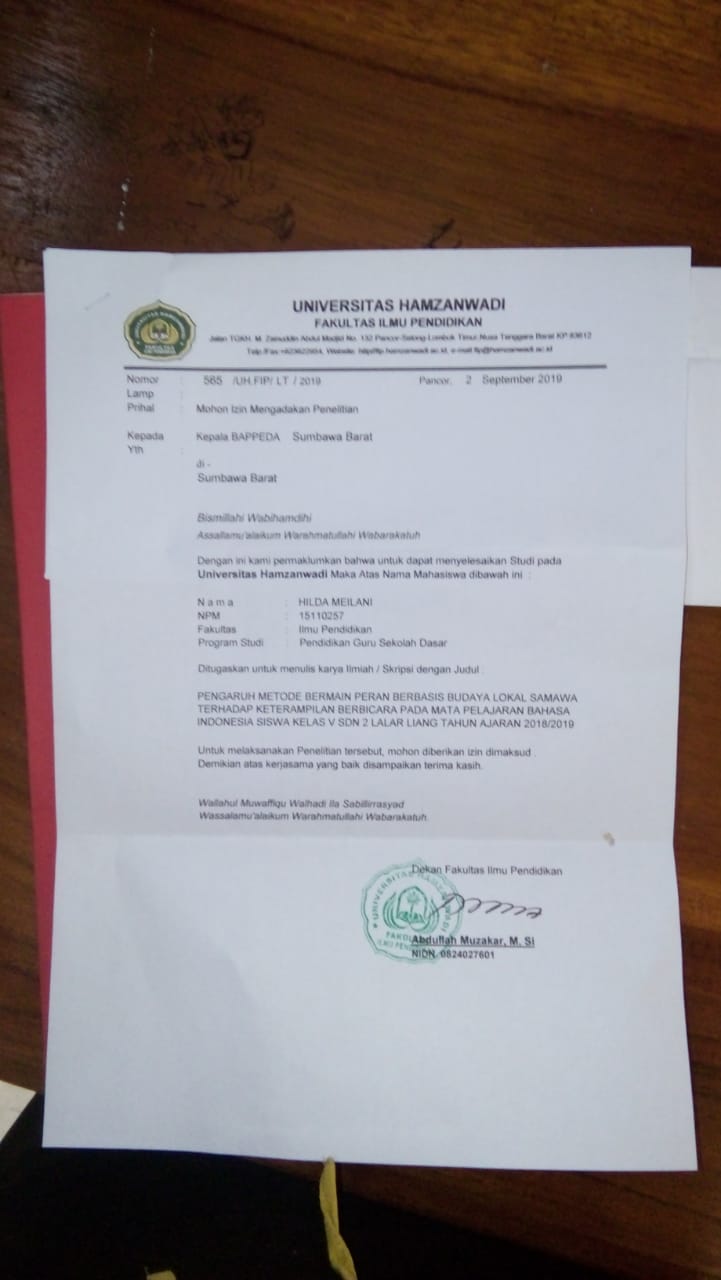 UNIVERSITAS HAMZANWADI
FAKULTAS ILMU PENDIDIKAN
Jalan TGKH. M. Zainuddin Abdul Madjid No. 132 Pancor-Selong Lombok Timur Nusa Tenggara Barat KP 83612
Telp /Fax Website: e-mail fip@hamzanwadi.ac.id
Nomor : 565 /UH.FIP/ LT / 2019 Pancor, 2 September 2019
Lamp :
Prihal : Mohon Izin Mengadakan Penelitian
Kepada : Kepala BAPPEDA Sumbawa Barat
Yth :
di -
Sumbawa Barat
Bismillahi Wabihamdihi
Assallamu'alaikum Warahmatullahi Wabarakatuh
Dengan ini kami permaklumkan bahwa untuk dapat menyelesaikan Studi pada
Universitas Hamzanwadi Maka Atas Nama Mahasiswa dibawah ini :
N a m a : HILDA MEILANI
NPM : 15110257
Fakultas : Ilmu Pendidikan
Program Studi : Pendidikan Guru Sekolah Dasar
Ditugaskan untuk menulis karya Ilmiah / Skripsi dengan Judul :
PENGARUH METODE BERMAIN PERAN BERBASIS BUDAYA LOKAL SAMAWA
TERHADAP KETERAMPILAN BERBICARA PADA MATA PELAJARAN BAHASA
INDONESIA SISWA KELAS V SDN 2 LALAR LIANG TAHUN AJARAN 2018/2019
Untuk melaksanakan Penelitian tersebut, mohon diberikan izin dimaksud .
Demikian atas kerjasama yang baik disampaikan terima kasih.
Wallahul Muwaffiqu Walhadi Ila Sabillirrasyad
Wassalamu'alaikum Warahmatullahi Wabarakatuh.
Dekan Fakultas Ilmu Pendidikan
UNIVERSITAS HAMZANWADI
FAKULTAS
ILMU PENDIDIKAN
Abdullah Muzakar, M. Si
NIDN. 0824027601